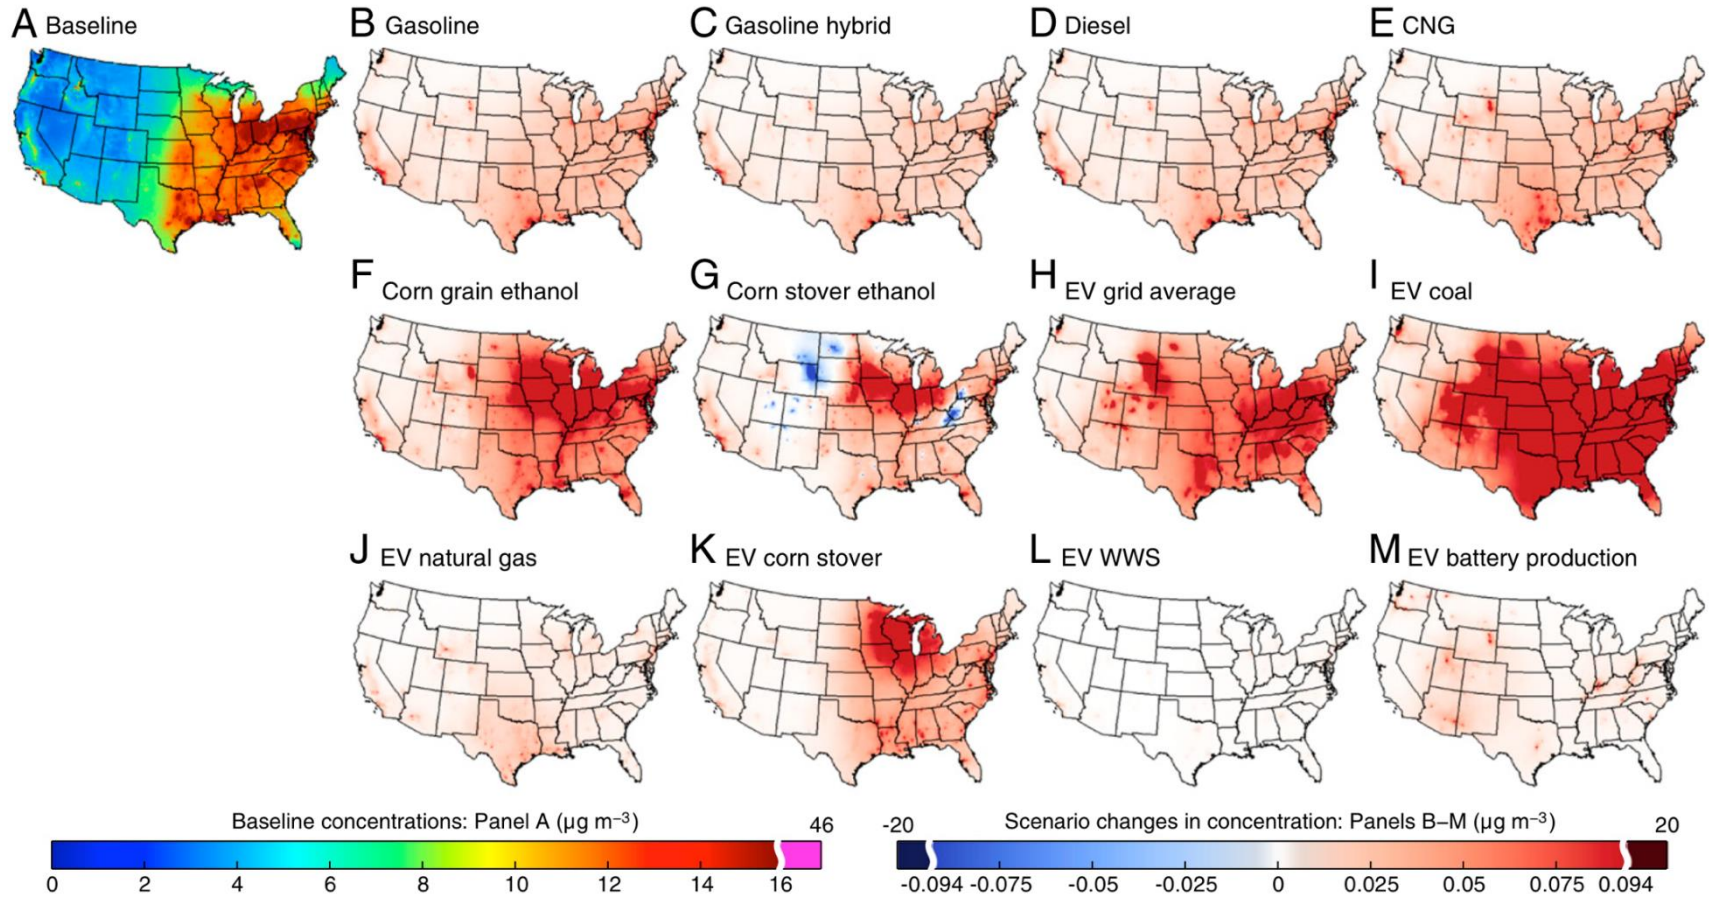 A Baseline
B Gasoline
C Gasoline hybrid
D Diesel
E CNG
F Corn grain ethanol
G Corn stover ethanol
H EV grid average
I EV coal
J EV natural gas
K EV corn stover
L EV WWS
M EV battery production
Baseline concentrations: Panel A (µg m⁻³) 46
0 2 4 6 8 10 12 14 16
-20 Scenario changes in concentration: Panels B–M (µg m⁻³) 20
-0.094 -0.075 -0.05 -0.025 0 0.025 0.05 0.075 0.094